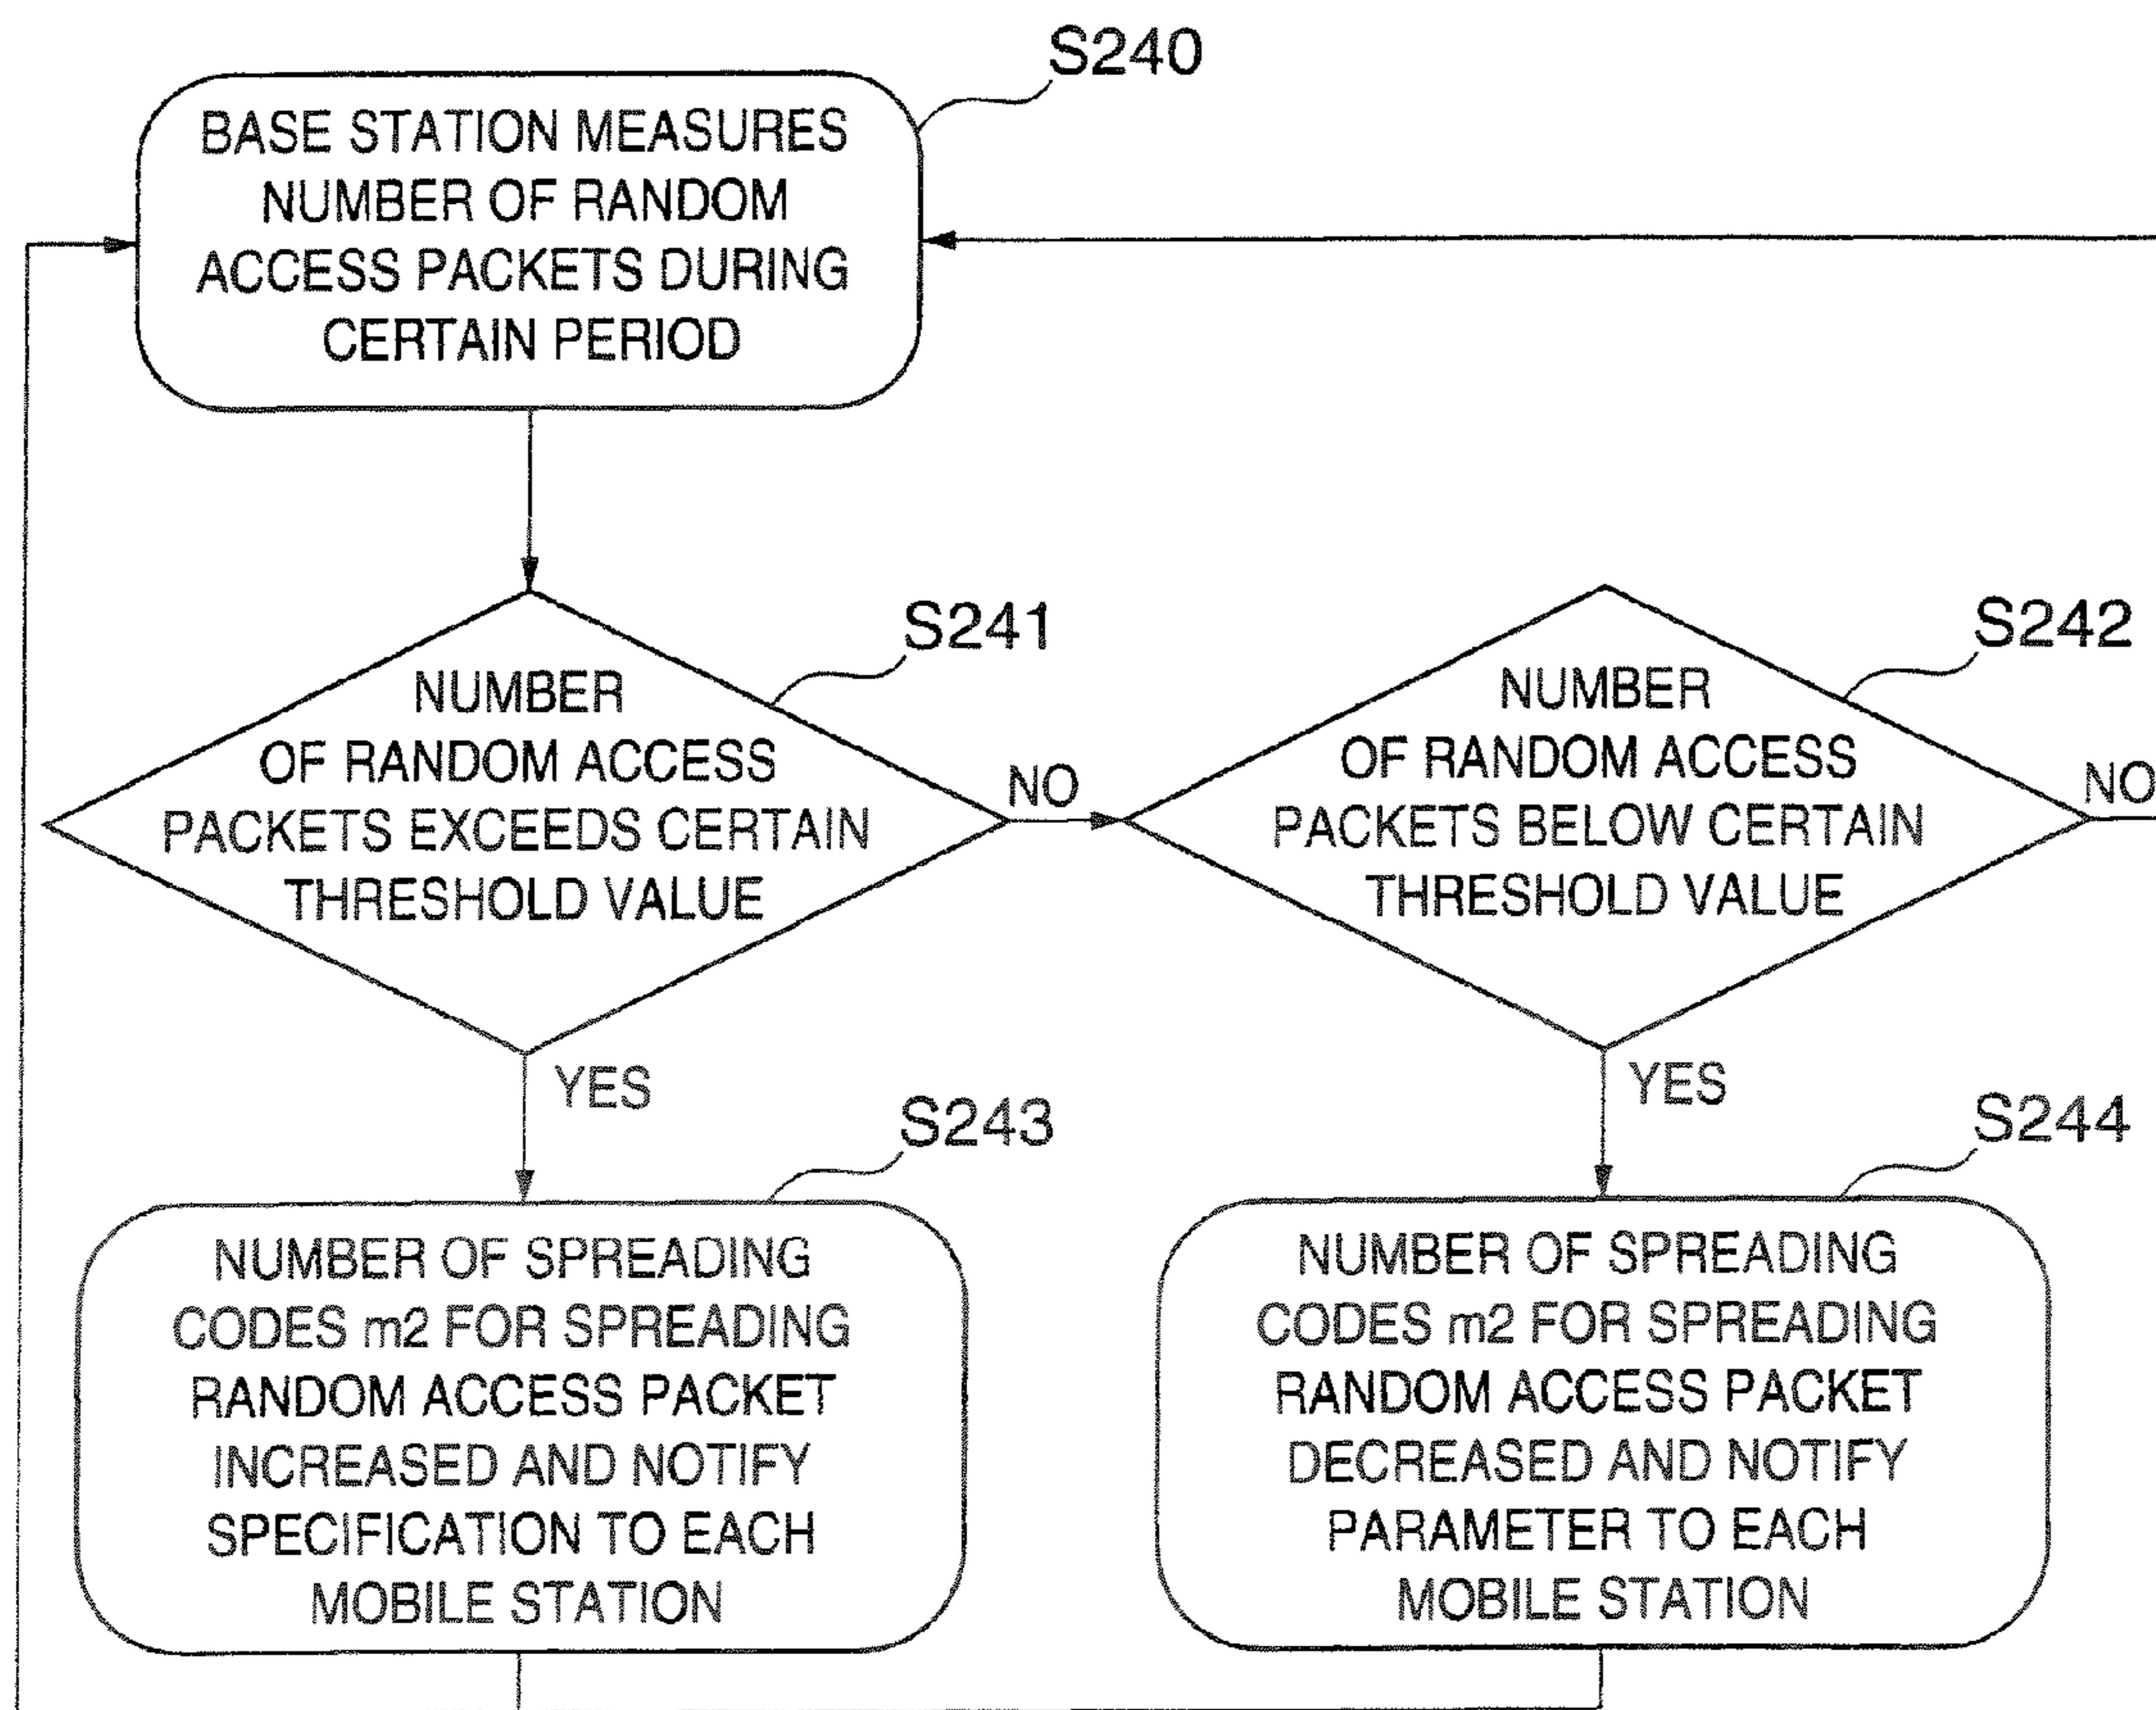 S240
BASE STATION MEASURES
NUMBER OF RANDOM
ACCESS PACKETS DURING
CERTAIN PERIOD
S241
NUMBER
OF RANDOM ACCESS
PACKETS EXCEEDS CERTAIN
THRESHOLD VALUE
NO
S242
NUMBER
OF RANDOM ACCESS
PACKETS BELOW CERTAIN
THRESHOLD VALUE
NO
YES
S243
NUMBER OF SPREADING
CODES m2 FOR SPREADING
RANDOM ACCESS PACKET
INCREASED AND NOTIFY
SPECIFICATION TO EACH
MOBILE STATION
YES
S244
NUMBER OF SPREADING
CODES m2 FOR SPREADING
RANDOM ACCESS PACKET
DECREASED AND NOTIFY
PARAMETER TO EACH
MOBILE STATION